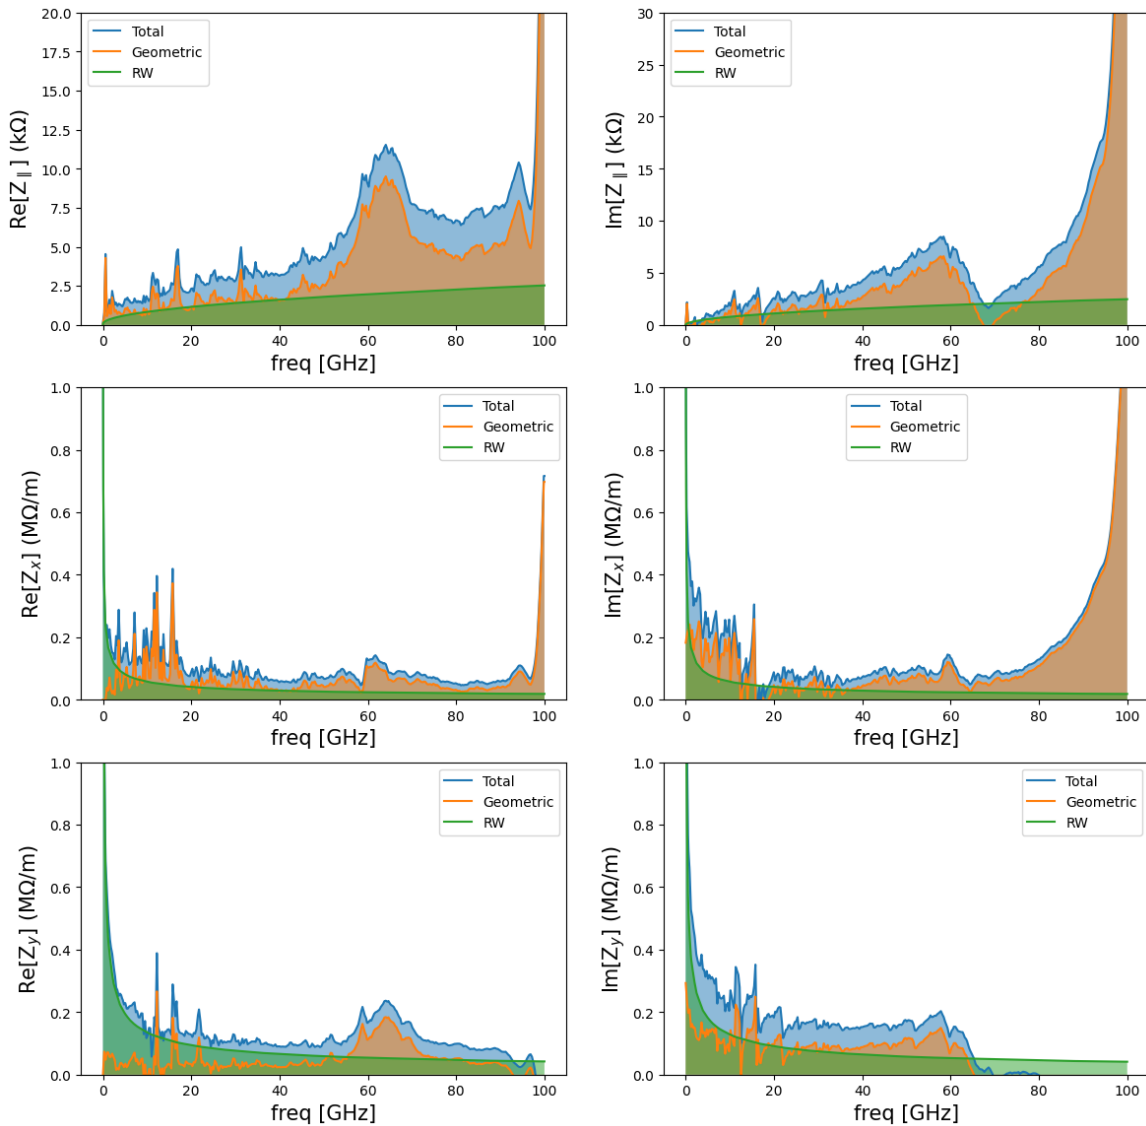 Re[Z∥] (kΩ)
20.0
17.5
15.0
12.5
10.0
7.5
5.0
2.5
0.0
Total
Geometric
RW
0 20 40 60 80 100
freq [GHz]
Im[Z∥] (kΩ)
30
25
20
15
10
5
0
Total
Geometric
RW
0 20 40 60 80 100
freq [GHz]
Re[Zx] (MΩ/m)
1.0
0.8
0.6
0.4
0.2
0.0
Total
Geometric
RW
0 20 40 60 80 100
freq [GHz]
Im[Zx] (MΩ/m)
1.0
0.8
0.6
0.4
0.2
0.0
Total
Geometric
RW
0 20 40 60 80 100
freq [GHz]
Re[Zy] (MΩ/m)
1.0
0.8
0.6
0.4
0.2
0.0
Total
Geometric
RW
0 20 40 60 80 100
freq [GHz]
Im[Zy] (MΩ/m)
1.0
0.8
0.6
0.4
0.2
0.0
Total
Geometric
RW
0 20 40 60 80 100
freq [GHz]